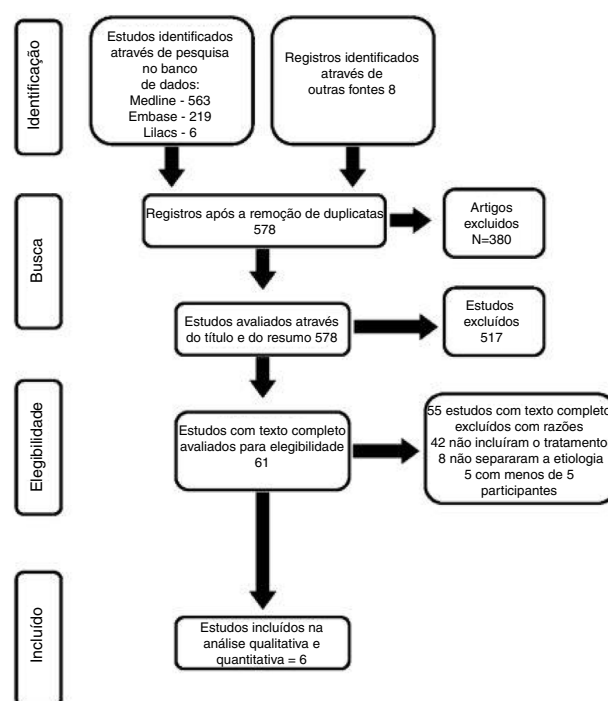 Identificação
Estudos identificados
através de pesquisa
no banco
de dados:
Medline - 563
Embase - 219
Lilacs - 6
Registros identificados
através de
outras fontes 8
Busca
Registros após a remoção de duplicatas
578
Artigos
excluidos
N=380
Estudos avaliados através
do título e do resumo 578
Estudos
excluídos
517
Elegibilidade
Estudos com texto completo
avaliados para elegibilidade
61
55 estudos com texto completo
excluídos com razões
42 não incluíram o tratamento
8 não separaram a etiologia
5 com menos de 5
participantes
Incluído
Estudos incluídos na
análise qualitativa e
quantitativa = 6